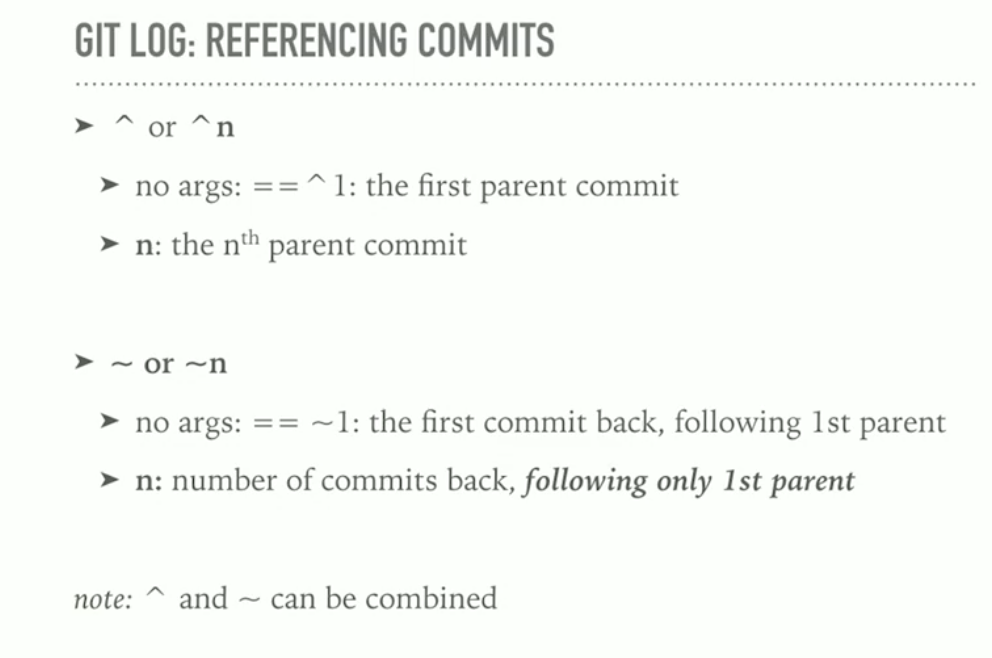 GIT LOG: REFERENCING COMMITS
➤ ^ or ^n
➤ no args: == ^1: the first parent commit
➤ n: the nth parent commit
➤ ~ or ~n
➤ no args: == ~1: the first commit back, following 1st parent
➤ n: number of commits back, following only 1st parent
note: ^ and ~ can be combined